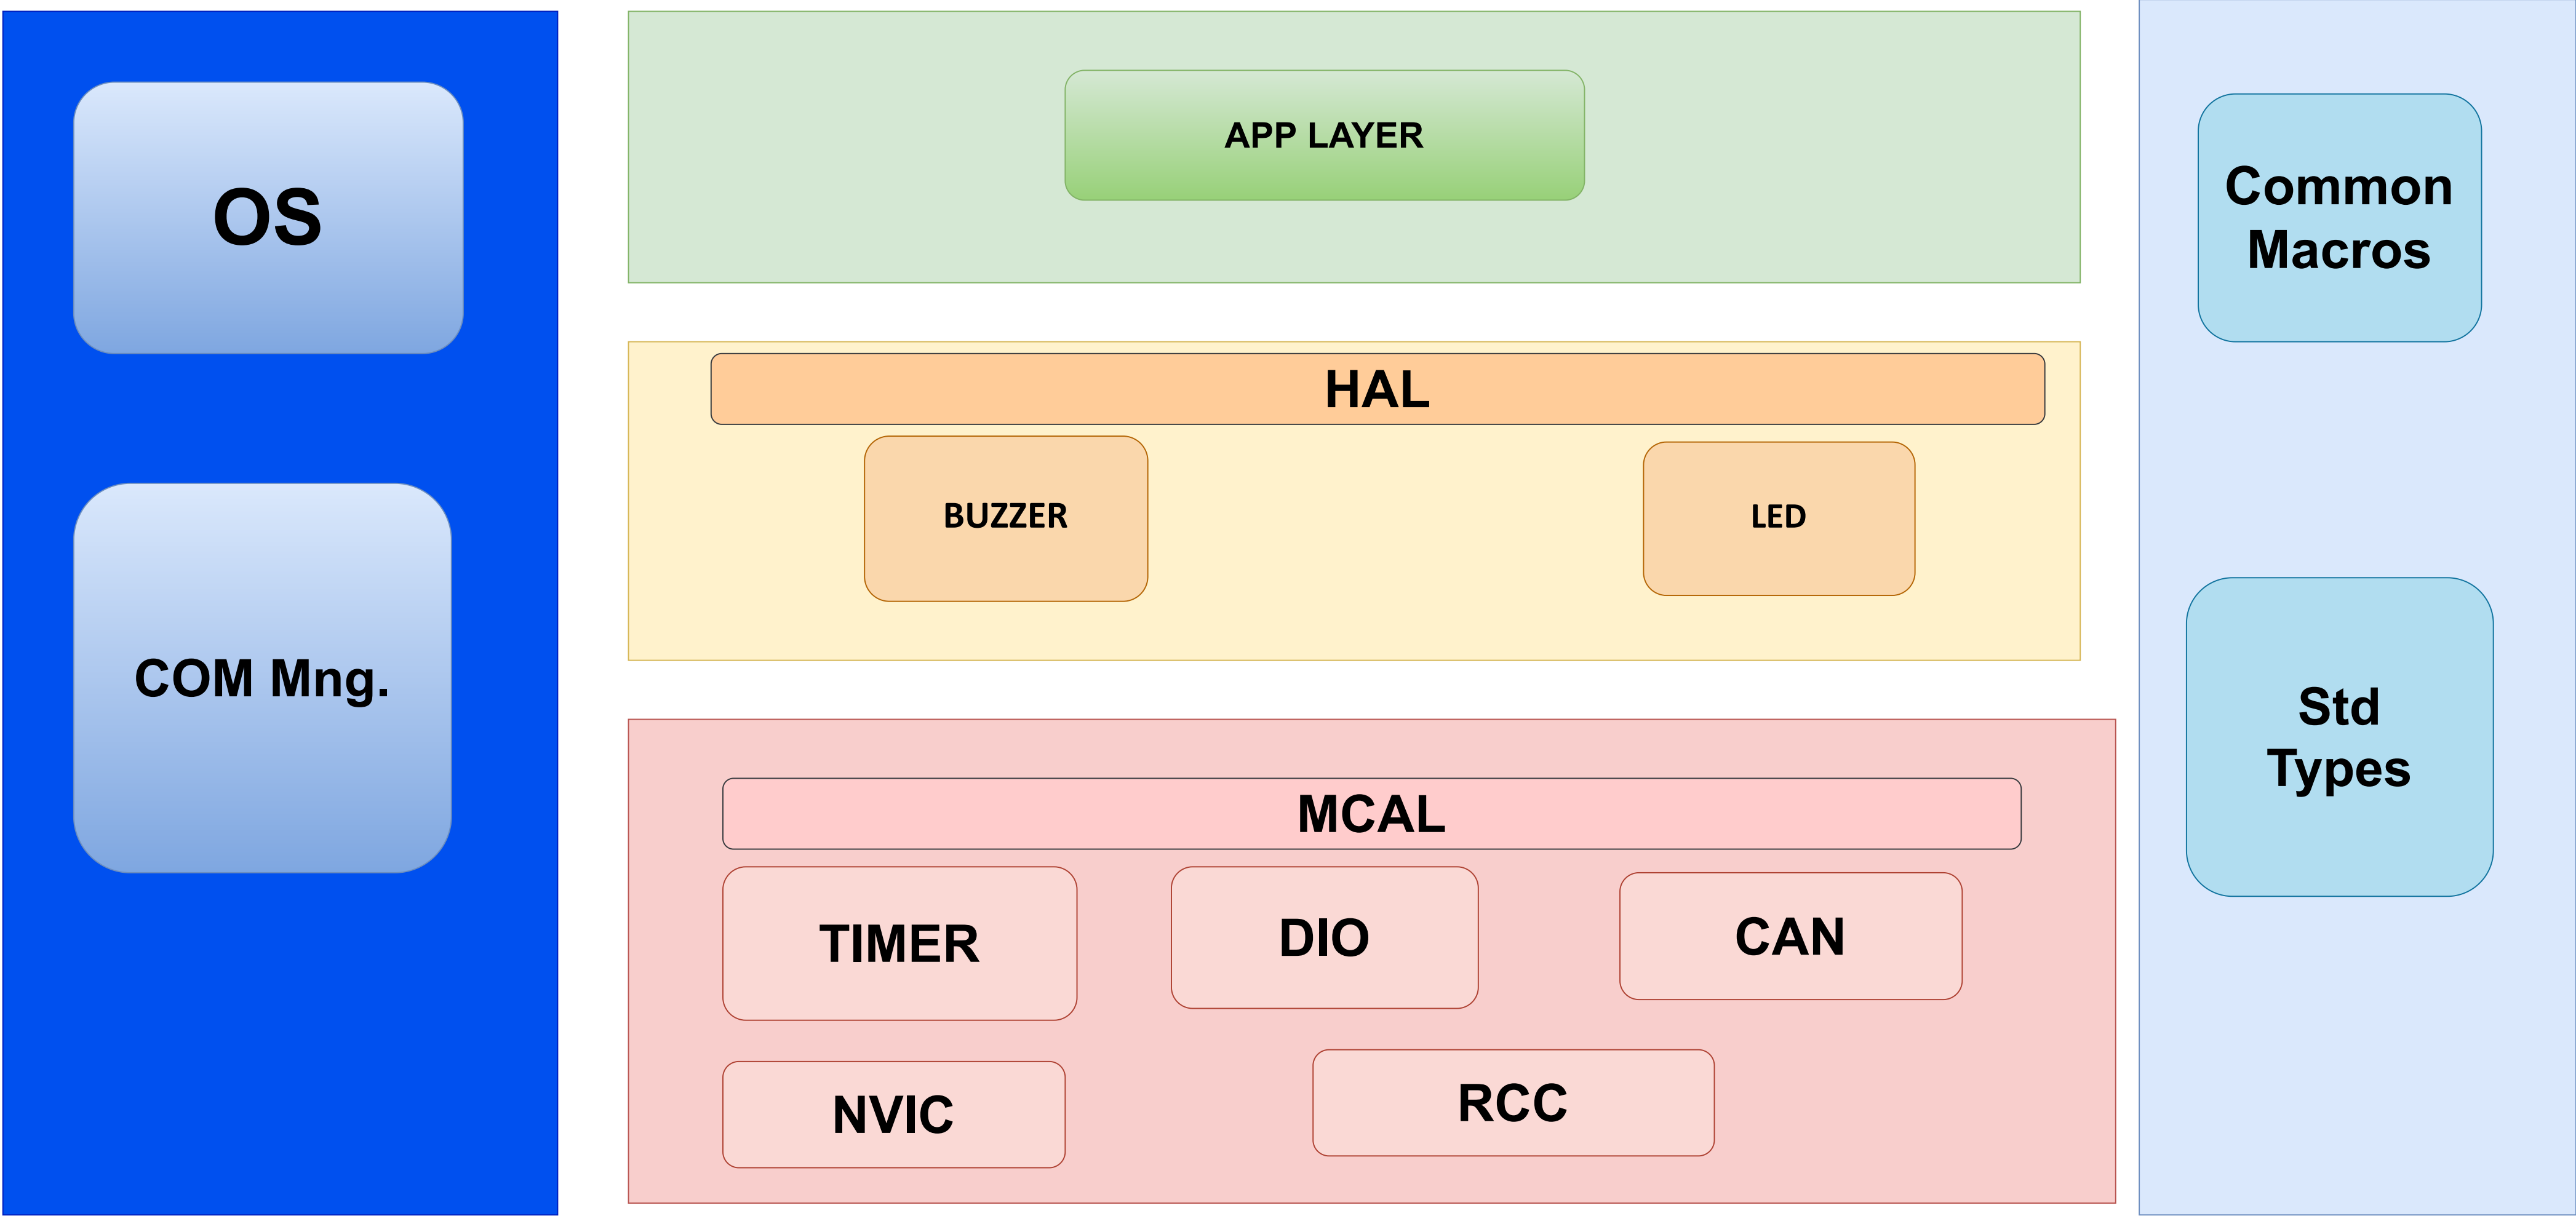 OS
COM Mng.
APP LAYER
HAL
BUZZER
LED
MCAL
TIMER
DIO
CAN
NVIC
RCC
Common
Macros
Std
Types